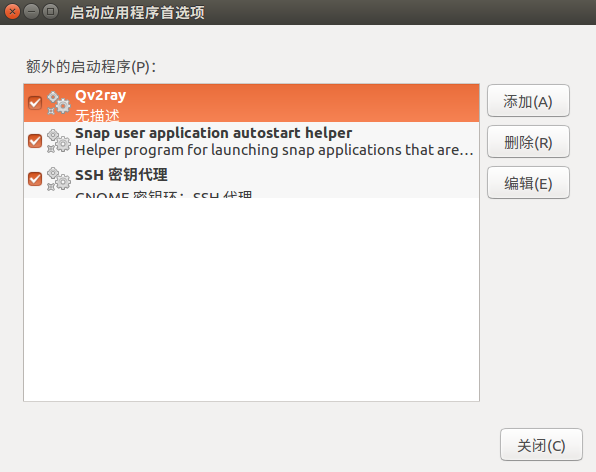 启动应用程序首选项
额外的启动程序(P)：
Qv2ray
无描述
Snap user application autostart helper
Helper program for launching snap applications that are…
SSH 密钥代理
GNOME 密钥环：SSH 代理
添加(A)
删除(R)
编辑(E)
关闭(C)